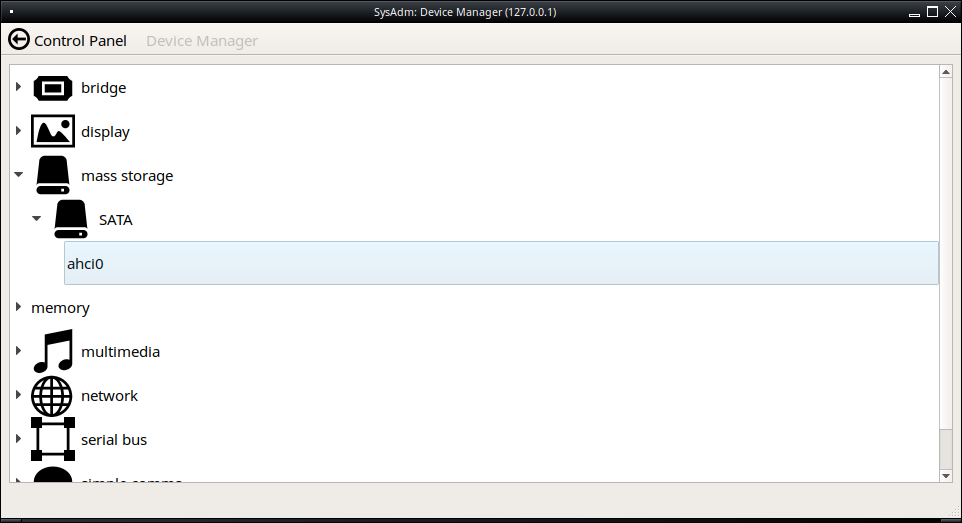 SysAdm: Device Manager (127.0.0.1)
Control Panel Device Manager
bridge
display
mass storage
SATA
ahci0
memory
multimedia
network
serial bus